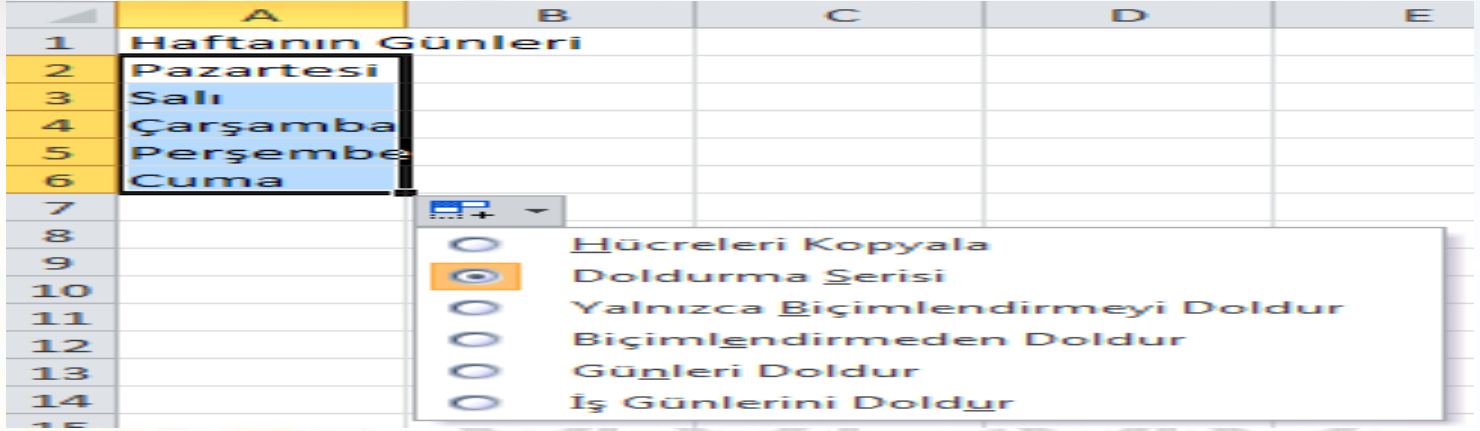 A B C D E
1 Haftanın Günleri
2 Pazartesi
3 Salı
4 Çarşamba
5 Perşembe
6 Cuma
7
8
Hücreleri Kopyala
9
Doldurma Serisi
10
11
Yalnızca Biçimlendirmeyi Doldur
12
Biçimlendirmeden Doldur
13
Günleri Doldur
14
İş Günlerini Doldur
15